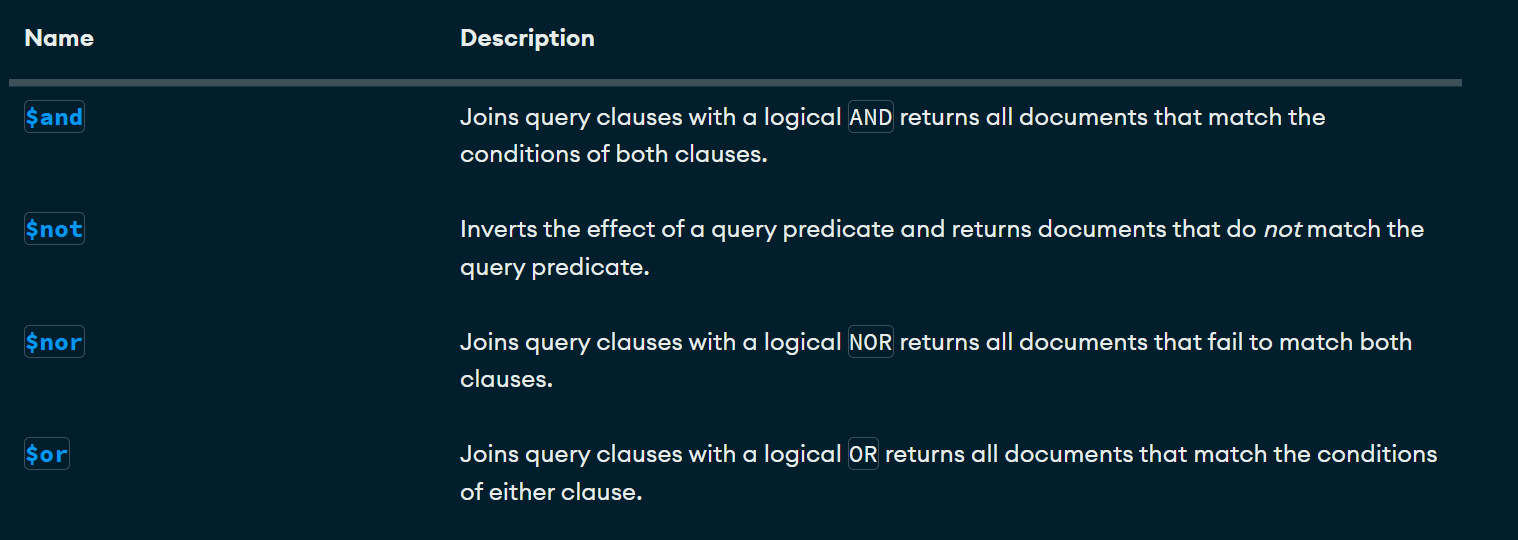 Name Description
$and Joins query clauses with a logical AND returns all documents that match the
conditions of both clauses.
$not Inverts the effect of a query predicate and returns documents that do not match the
query predicate.
$nor Joins query clauses with a logical NOR returns all documents that fail to match both
clauses.
$or Joins query clauses with a logical OR returns all documents that match the conditions
of either clause.